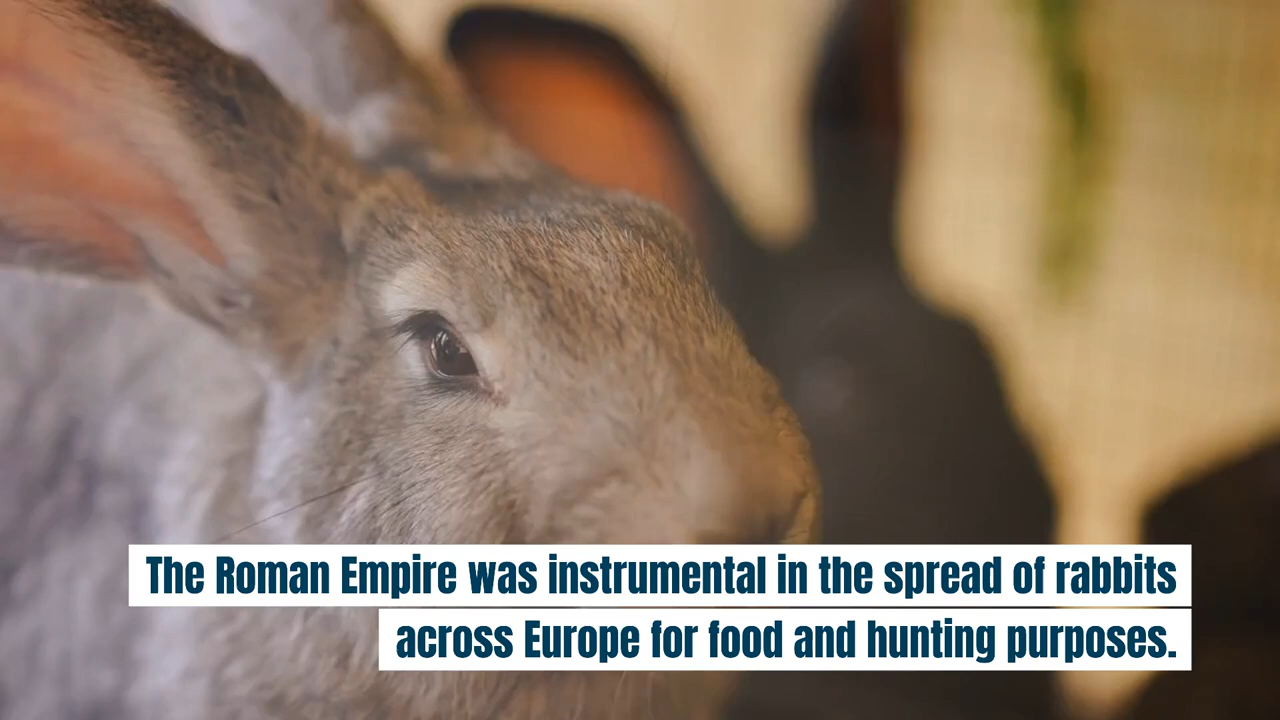 The Roman Empire was instrumental in the spread of rabbits
across Europe for food and hunting purposes.